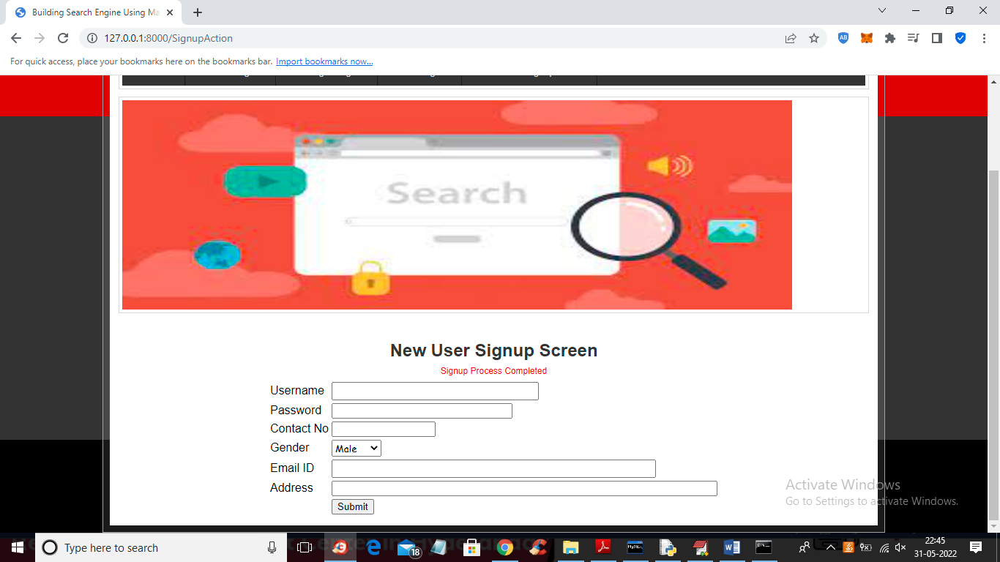 Building Search Engine Using Ma
127.0.0.1:8000/SignupAction
AB
For quick access, place your bookmarks here on the bookmarks bar. Import bookmarks now...
Search
New User Signup Screen
Signup Process Completed
Username
Password
Contact No
Gender Male
Email ID
Address
Submit
Activate Windows
Go to Settings to activate Windows.
Type here to search
18
MySQL
22:45
31-05-2022